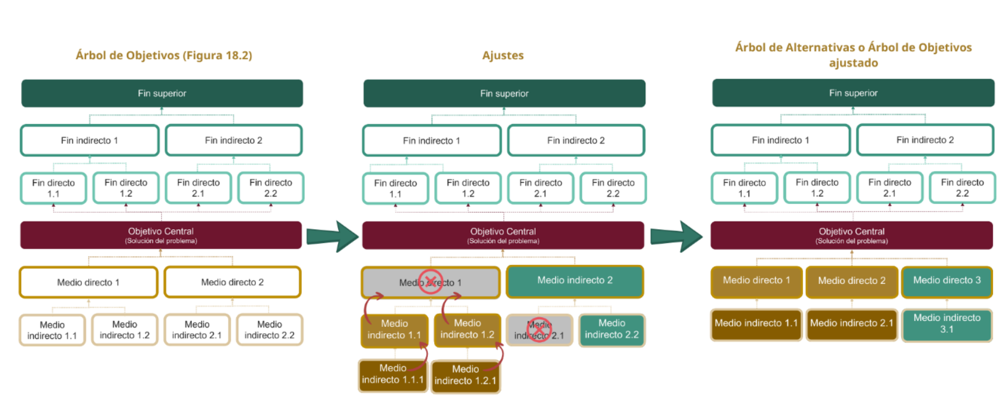 Árbol de Objetivos (Figura 18.2)
Fin superior
Fin indirecto 1
Fin indirecto 2
Fin directo
1.1
Fin directo
1.2
Fin directo
2.1
Fin directo
2.2
Objetivo Central
(Solución del problema)
Medio directo 1
Medio directo 2
Medio
indirecto 1.1
Medio
indirecto 1.2
Medio
indirecto 2.1
Medio
indirecto 2.2
Ajustes
Fin superior
Fin indirecto 1
Fin indirecto 2
Fin directo
1.1
Fin directo
1.2
Fin directo
2.1
Fin directo
2.2
Objetivo Central
(Solución del problema)
Medio directo 1
Medio indirecto 2
Medio
indirecto 1.1
Medio
indirecto 1.2
Medio
indirecto 2.1
Medio
indirecto 2.2
Medio
indirecto 1.1.1
Medio
indirecto 1.2.1
Árbol de Alternativas o Árbol de Objetivos
ajustado
Fin superior
Fin indirecto 1
Fin indirecto 2
Fin directo
1.1
Fin directo
1.2
Fin directo
2.1
Fin directo
2.2
Objetivo Central
(Solución del problema)
Medio directo 1
Medio directo 2
Medio directo 3
Medio indirecto 1.1
Medio indirecto 2.1
Medio indirecto
3.1